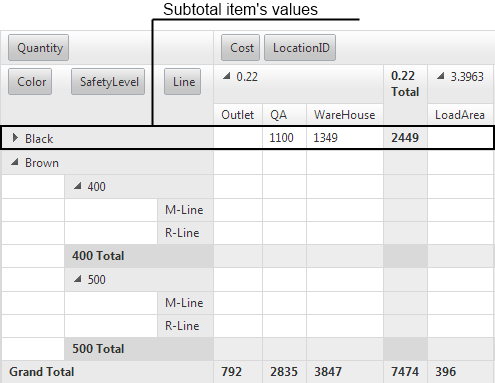 Subtotal item's values
Quantity Cost LocationID
Color SafetyLevel Line 0.22 0.22 Total 3.3963
Outlet QA WareHouse LoadArea
Black 1100 1349 2449
Brown
400
M-Line
R-Line
400 Total
500
M-Line
R-Line
500 Total
Grand Total 792 2835 3847 7474 396